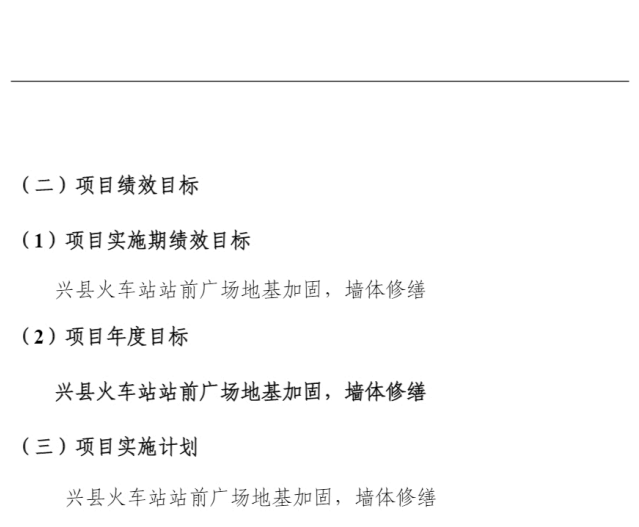 （二）项目绩效目标
（1）项目实施期绩效目标
兴县火车站站前广场地基加固，墙体修缮
（2）项目年度目标
兴县火车站站前广场地基加固，墙体修缮
（三）项目实施计划
兴县火车站站前广场地基加固，墙体修缮